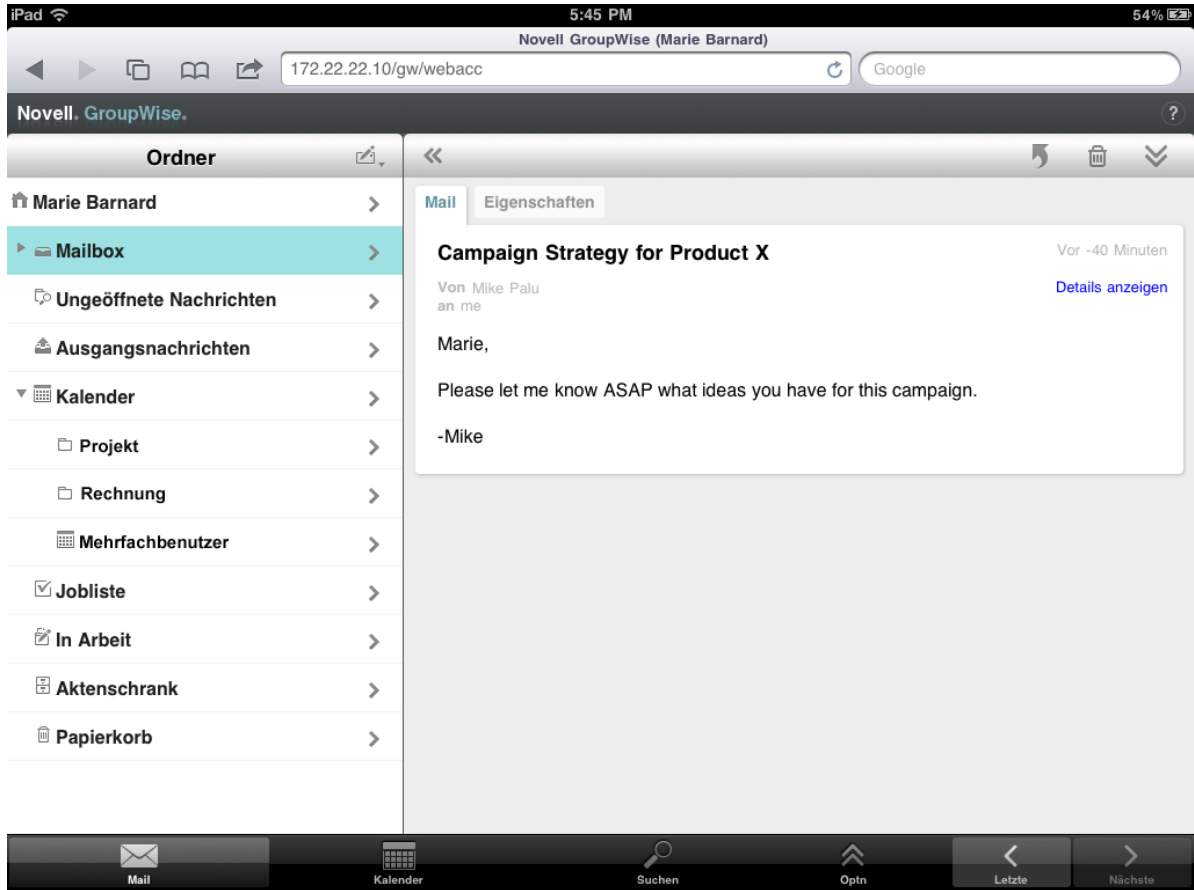 iPad 5:45 PM 54%
Novell GroupWise (Marie Barnard)
172.22.22.10/gw/webacc Google
Novell. GroupWise. ?
Ordner
Marie Barnard
Mailbox
Ungeöffnete Nachrichten
Ausgangsnachrichten
Kalender
Projekt
Rechnung
Mehrfachbenutzer
Jobliste
In Arbeit
Aktenschrank
Papierkorb
Mail Eigenschaften
Campaign Strategy for Product X Vor -40 Minuten
Von Mike Palu Details anzeigen
an me
Marie,
Please let me know ASAP what ideas you have for this campaign.
-Mike
Mail Kalender Suchen Optn Letzte Nächste